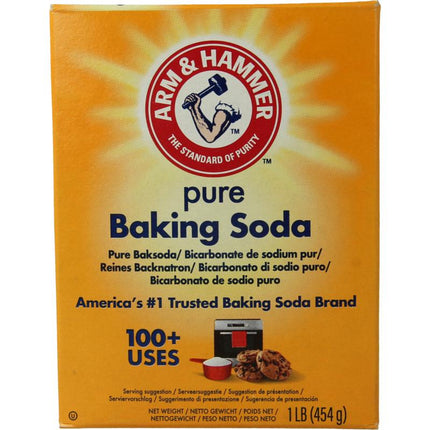 ARM & HAMMER
THE STANDARD OF PURITY
TM
TM
pure
Baking Soda
Pure Baksoda/ Bicarbonate de sodium pur/
Reines Backnatron/ Bicarbonato di sodio puro/
Bicarbonato de sodio puro
America's #1 Trusted Baking Soda Brand
100+
USES
Serving suggestion / Serveersuggestie / Suggestion de présentation /
Serviervorschlag / Suggerimento di presentazione / Sugerencia de presentación
NET WEIGHT / NETTO GEWICHT / POIDS NET /
NETTOGEWICHT / PESO NETTO / PESO NETO
1 LB (454 g)
U